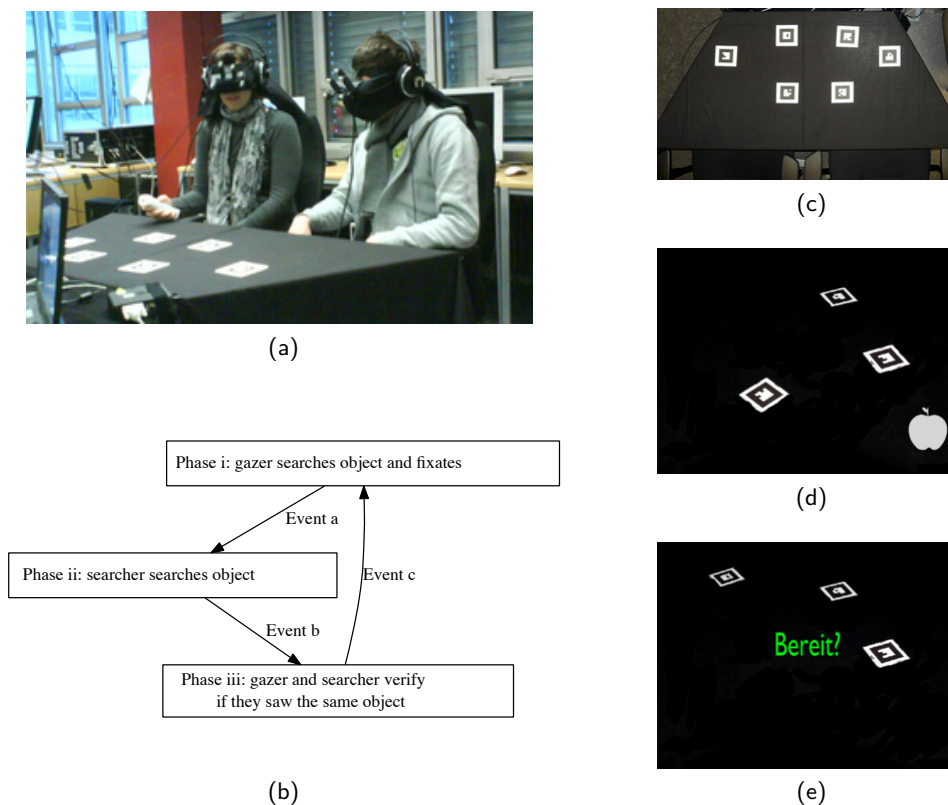 (a)
Phase i: gazer searches object and fixates
Event a
Phase ii: searcher searches object
Event c
Event b
Phase iii: gazer and searcher verify
if they saw the same object
(b)
(c)
(d)
Bereit?
(e)